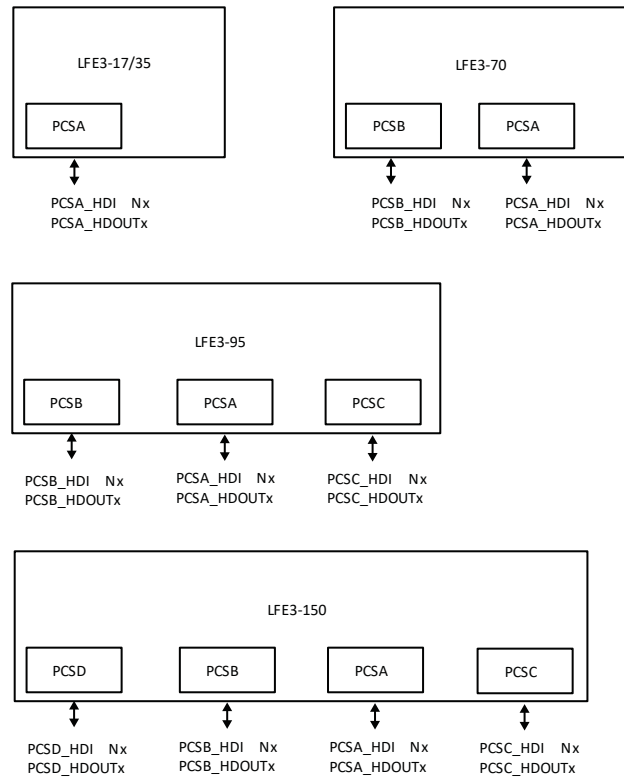 LFE3-17/35
PCSA
PCSA_HDI Nx
PCSA_HDOUTx
LFE3-70
PCSB
PCSA
PCSB_HDI Nx
PCSB_HDOUTx
PCSA_HDI Nx
PCSA_HDOUTx
LFE3-95
PCSB
PCSA
PCSC
PCSB_HDI Nx
PCSB_HDOUTx
PCSA_HDI Nx
PCSA_HDOUTx
PCSC_HDI Nx
PCSC_HDOUTx
LFE3-150
PCSD
PCSB
PCSA
PCSC
PCSD_HDI Nx
PCSD_HDOUTx
PCSB_HDI Nx
PCSB_HDOUTx
PCSA_HDI Nx
PCSA_HDOUTx
PCSC_HDI Nx
PCSC_HDOUTx